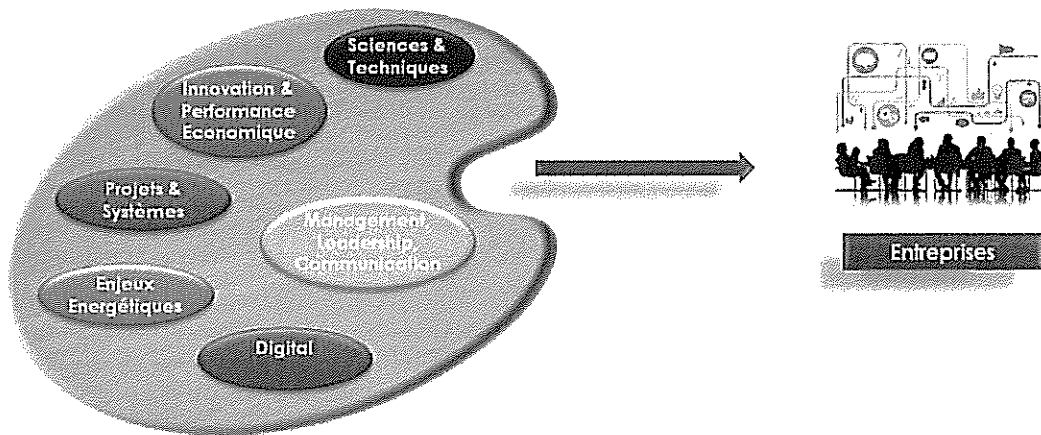 Sciences &
Techniques
Innovation &
Performance
Economique
Projets &
Systèmes
Management,
Leadership,
Communication
Enjeux
Energétiques
Digital
Entreprises